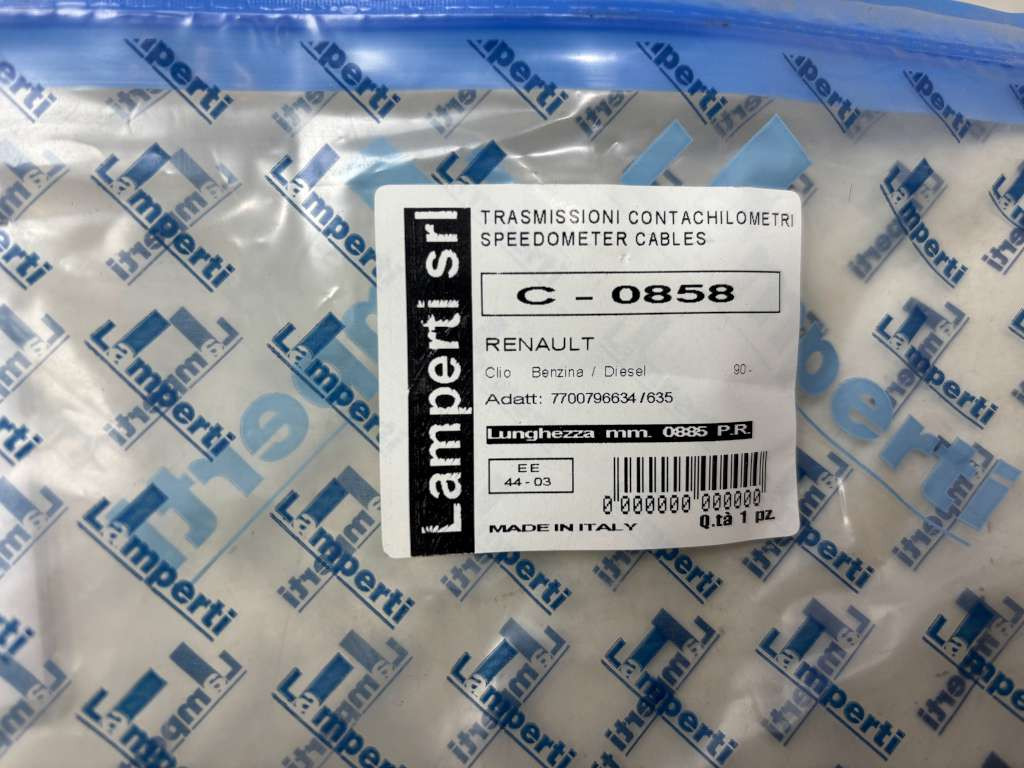 Lamperti srl
TRASMISSIONI CONTACHILOMETRI
SPEEDOMETER CABLES
C - 0858
RENAULT
Clio Benzina / Diesel 90-
Adatt: 7700796634/635
Lunghezza mm. 0885 P.R.
EE
44-03
0 000000 000000
MADE IN ITALY
Q.tà 1 pz.
Lamperti